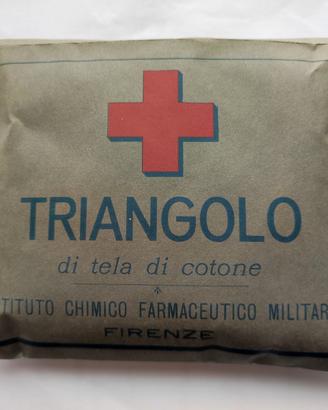 TRIANGOLO
di tela di cotone
TITUTO CHIMICO FARMACEUTICO MILITAR
FIRENZE